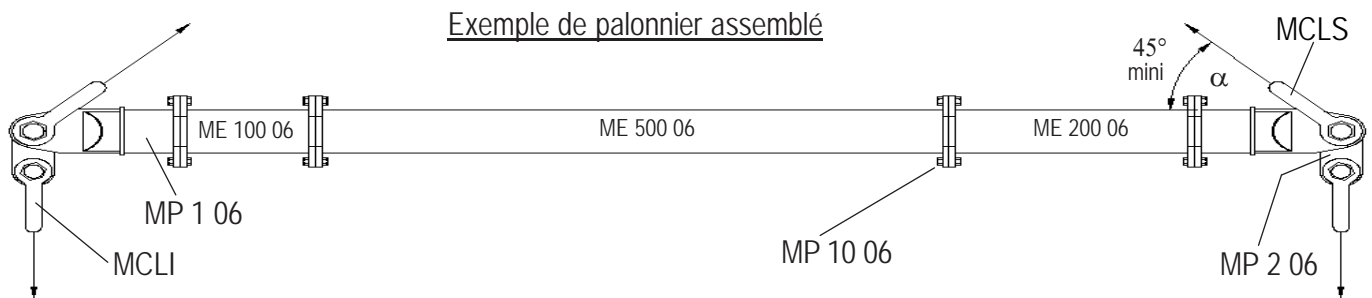 Exemple de palonnier assemblé
MCLS
45°
mini
α
ME 100 06
ME 500 06
ME 200 06
MP 1 06
MCLI
MP 10 06
MP 2 06